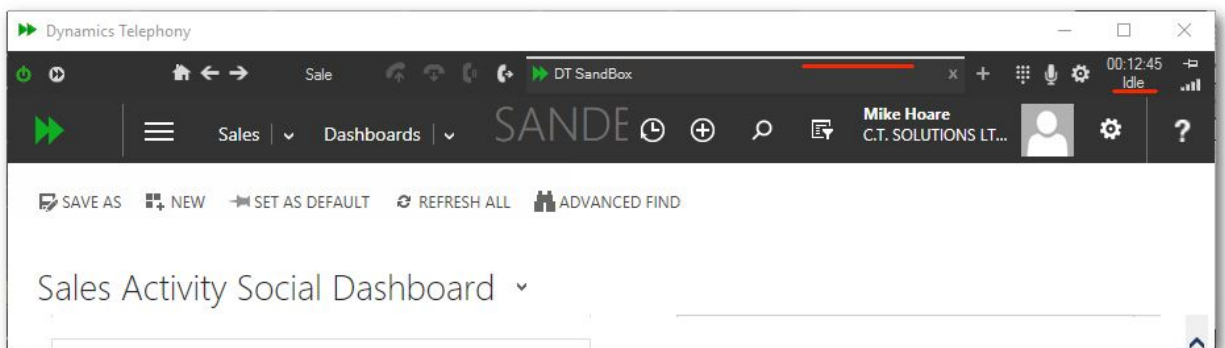 Dynamics Telephony
Sale DT SandBox x + 00:12:45
Idle
Sales Dashboards SANDE Mike Hoare
C.T. SOLUTIONS LT... ?
SAVE AS NEW SET AS DEFAULT REFRESH ALL ADVANCED FIND
Sales Activity Social Dashboard